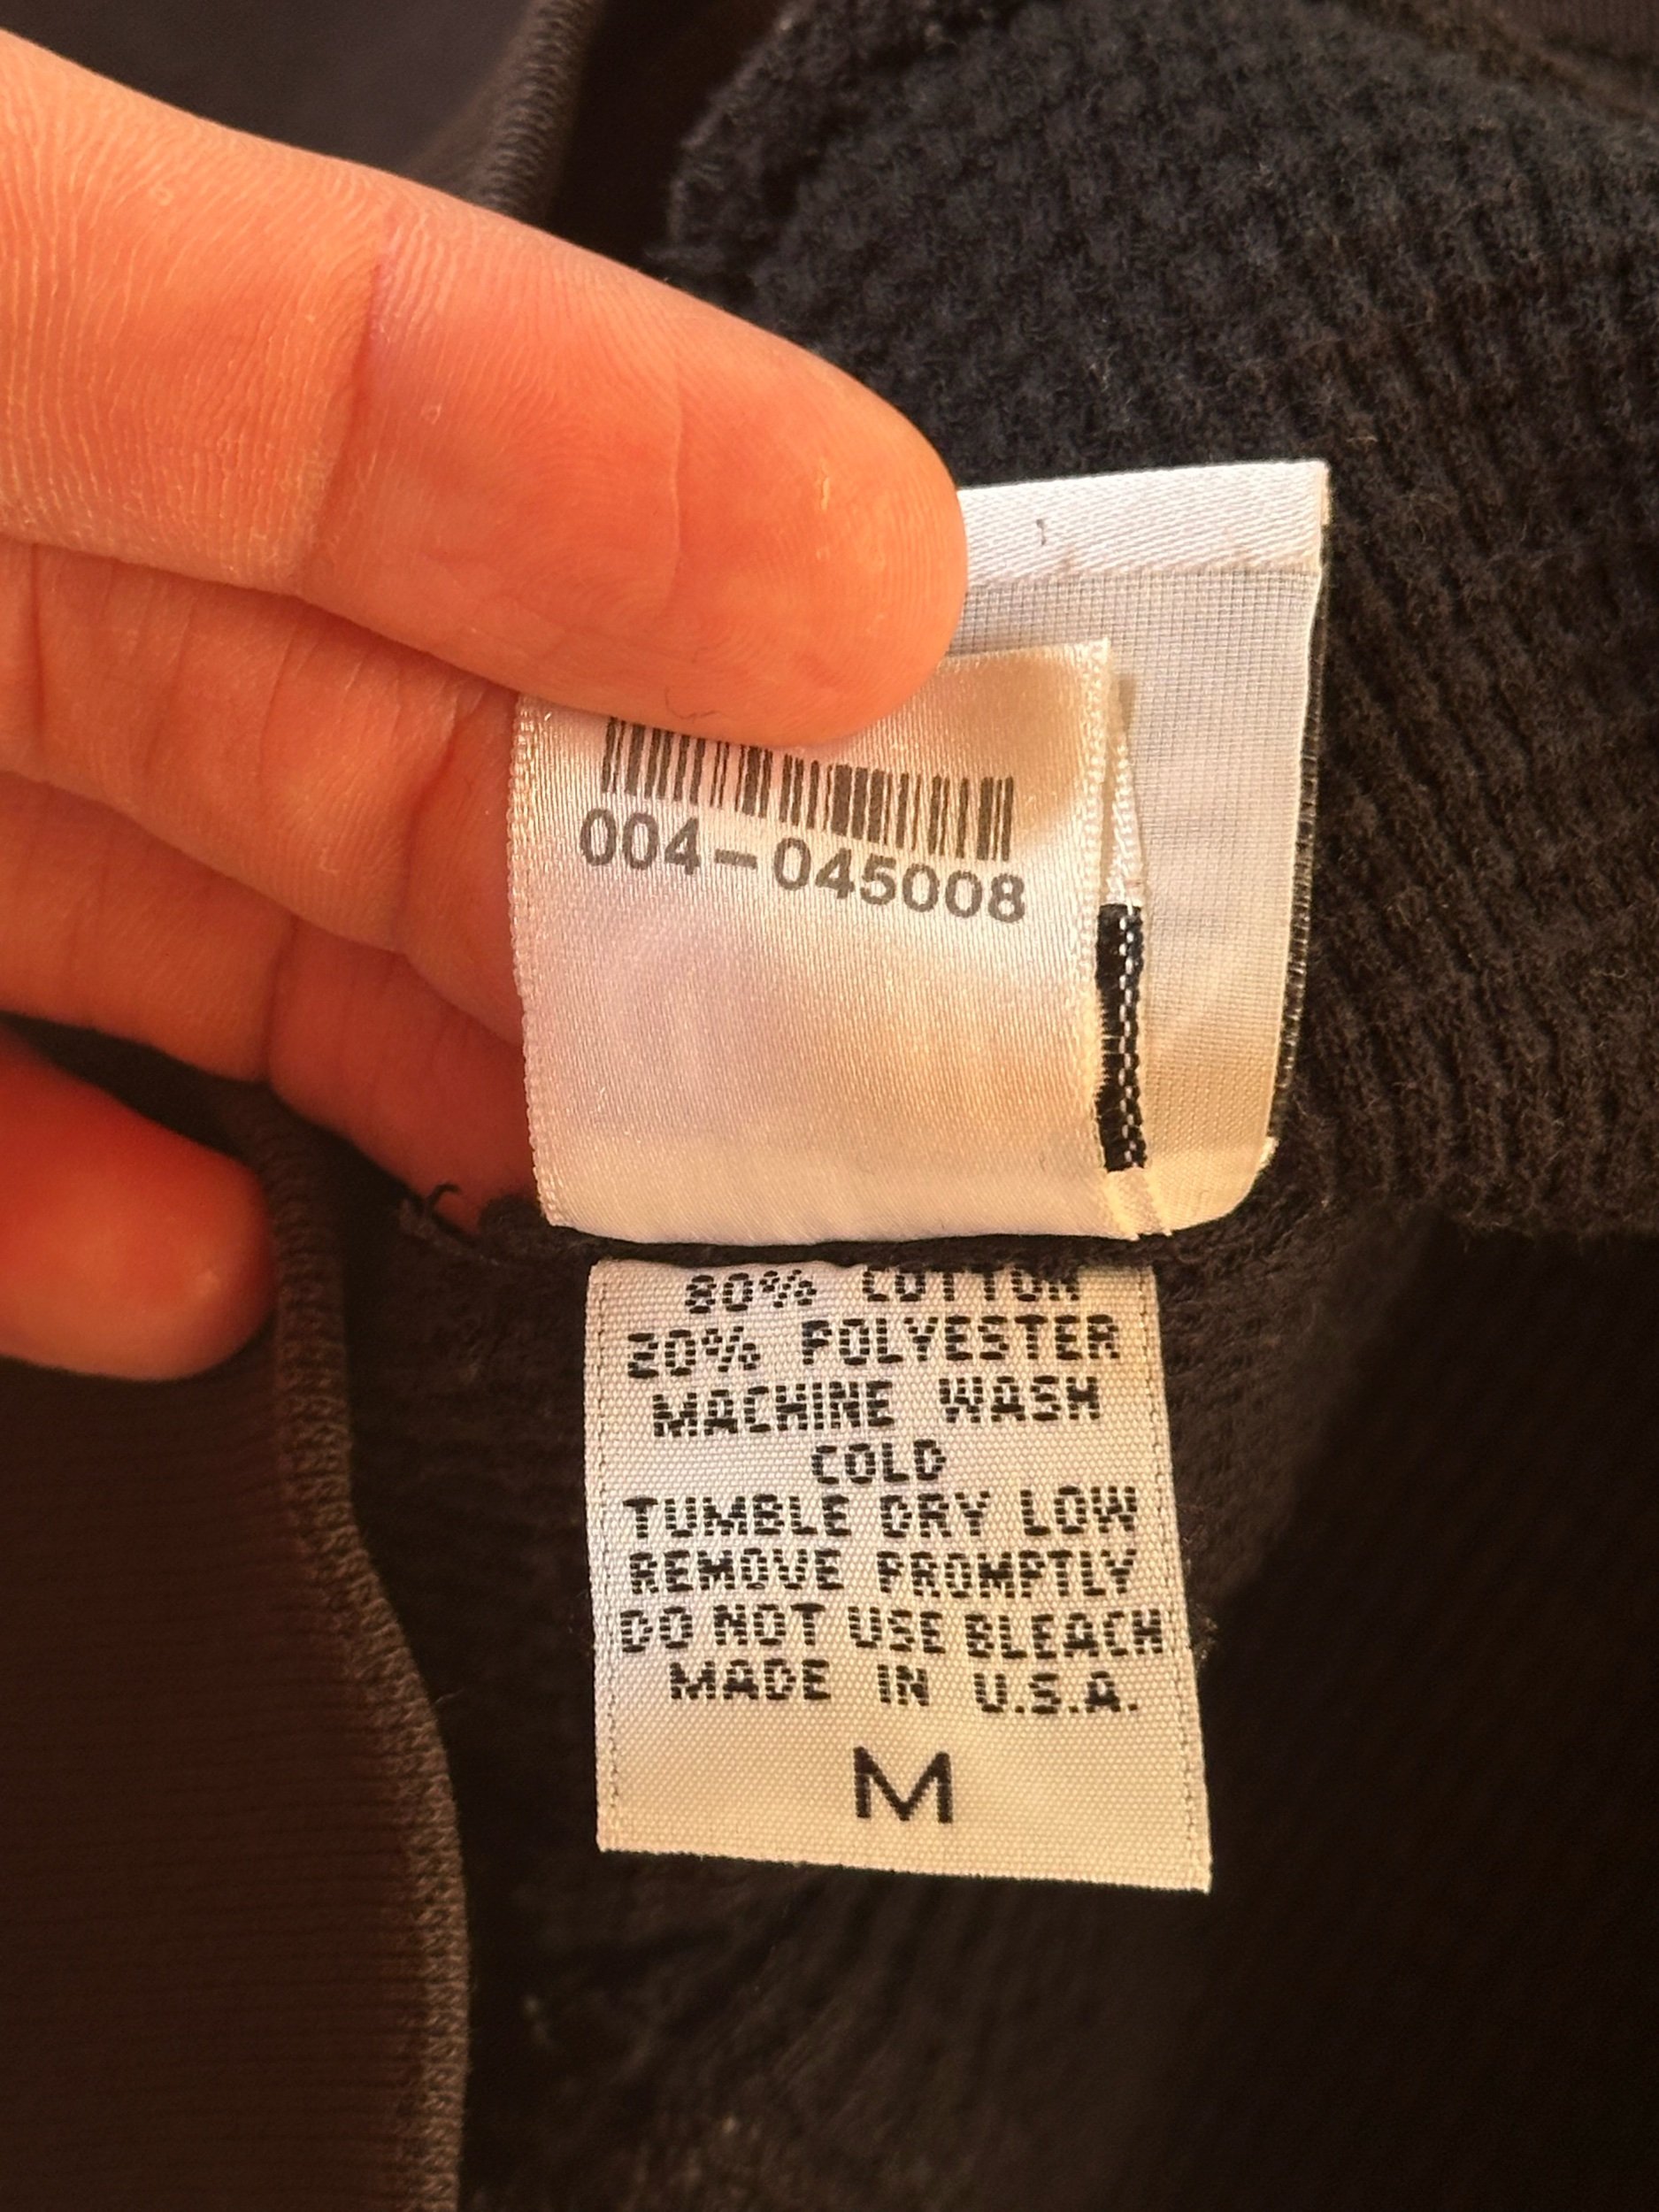 004-045008
80% COTTON
20% POLYESTER
MACHINE WASH
COLD
TUMBLE DRY LOW
REMOVE PROMPTLY
DO NOT USE BLEACH
MADE IN U.S.A.
M